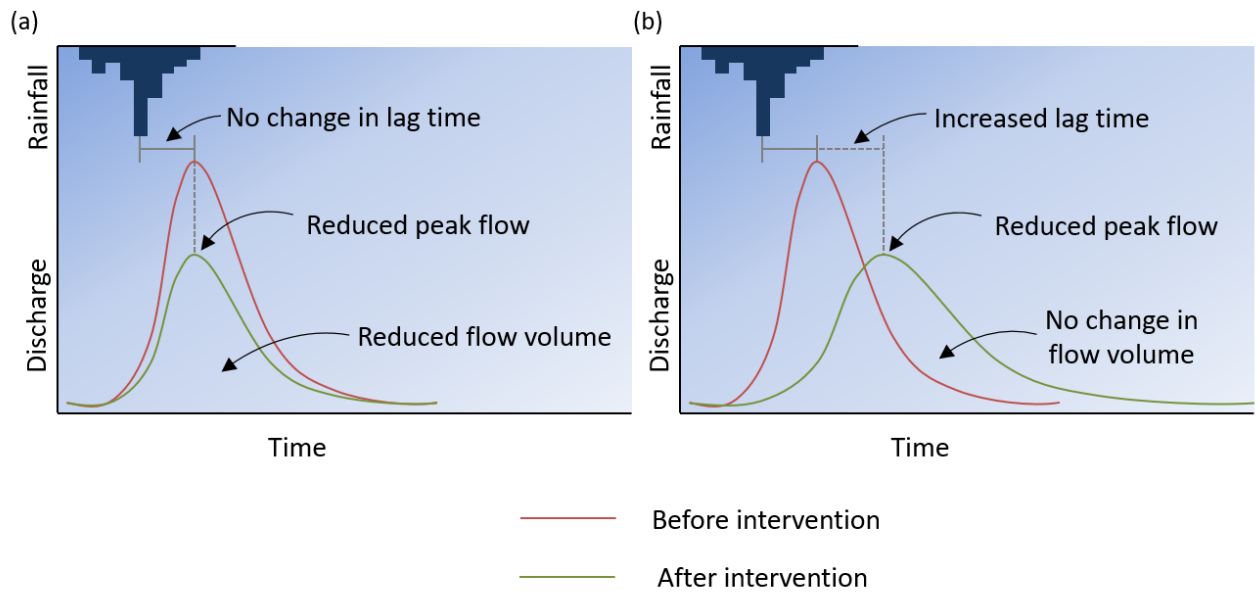 (a)
Rainfall
Discharge
No change in lag time
Reduced peak flow
Reduced flow volume
Time
(b)
Rainfall
Discharge
Increased lag time
Reduced peak flow
No change in
flow volume
Time
Before intervention
After intervention